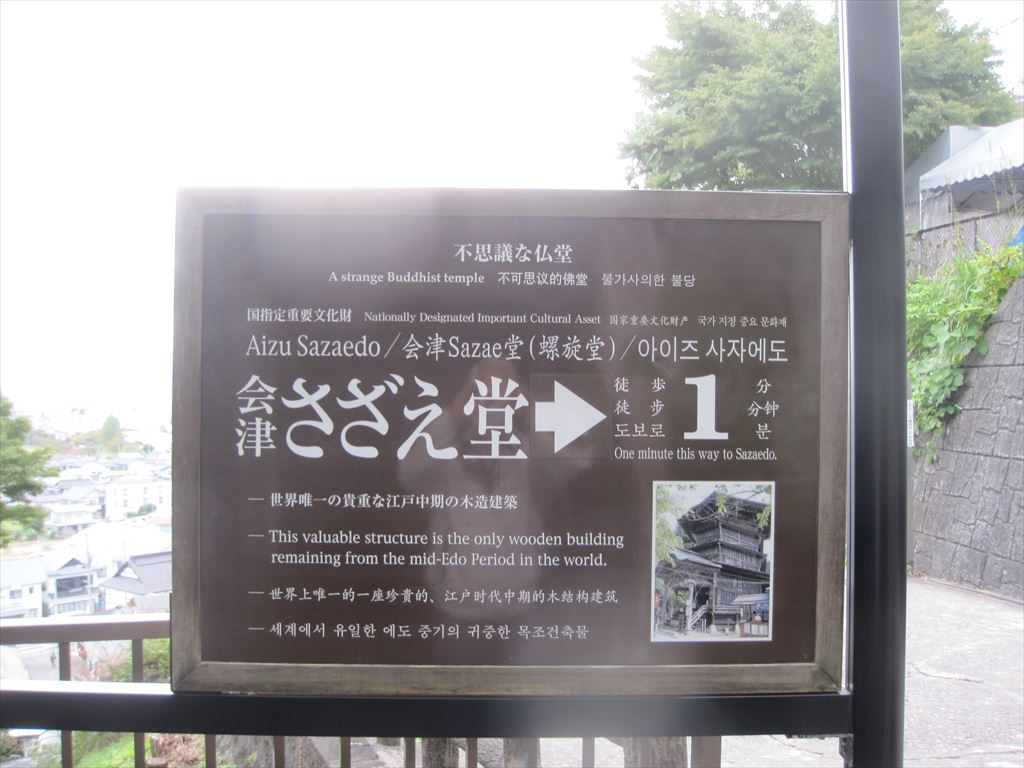 不思議な仏堂
A strange Buddhist temple 不可思议的佛堂 불가사의한 불당
国指定重要文化財 Nationally Designated Important Cultural Asset 国家重要文化財产 국가 지정 중요 문화재
Aizu Sazaedo/会津Sazae堂(螺旋堂)/아이즈 사자에도
会津さざえ堂 ➡ 徒歩1分
徒步 分钟
도보로 분
One minute this way to Sazaedo.
― 世界唯一の貴重な江戸中期の木造建築
― This valuable structure is the only wooden building
remaining from the mid-Edo Period in the world.
― 世界上唯一的一座珍贵的、江户时代中期的木结构建筑
― 세계에서 유일한 에도 중기의 귀중한 목조건축물